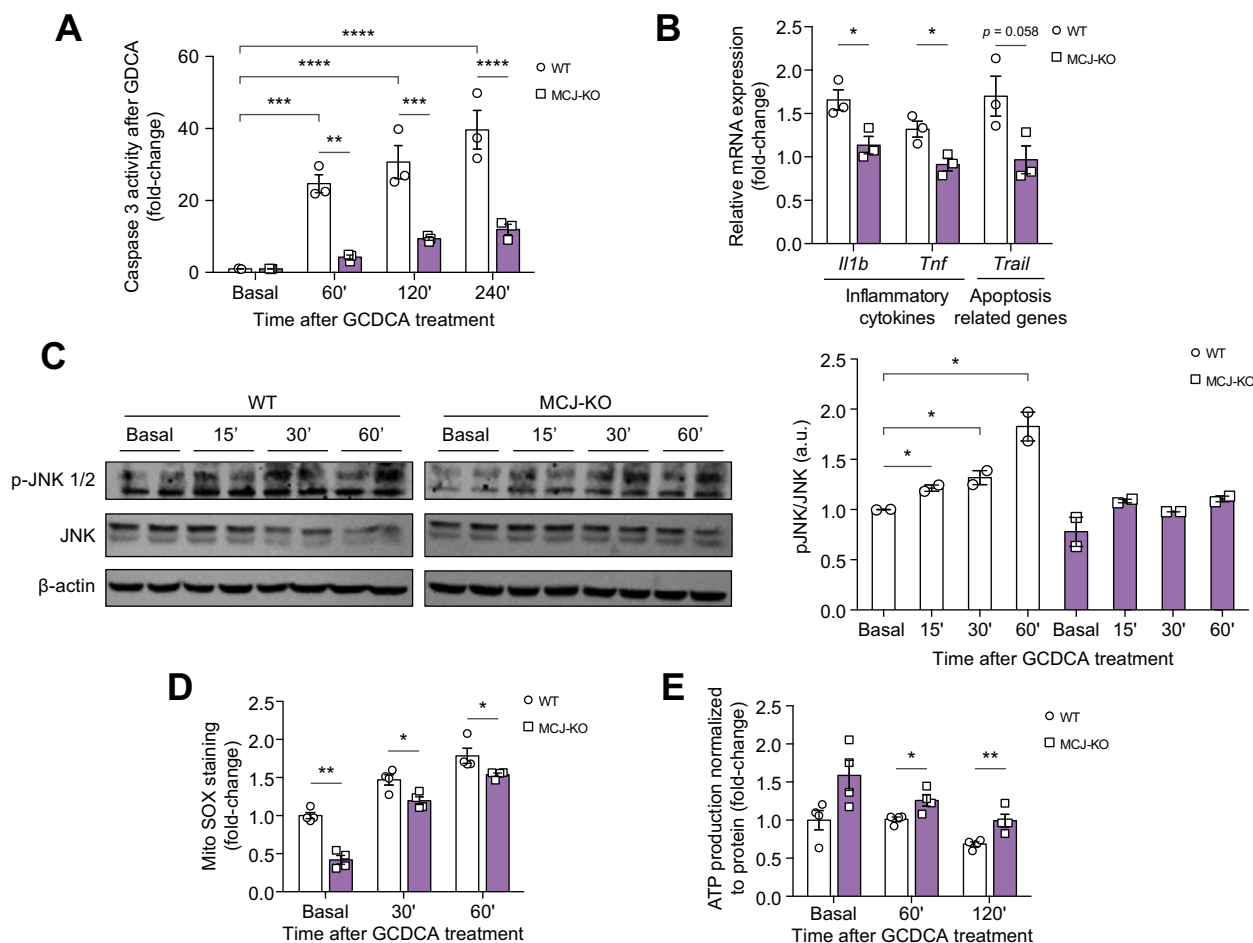 A
Caspase 3 activity after GDCA
(fold-change)
60
40
20
0
****
****
***
**
***
****
WT
MCJ-KO
Basal
60'
120'
240'
Time after GCDCA treatment
B
Relative mRNA expression
(fold-change)
2.5
2.0
1.5
1.0
0.5
0.0
*
*
p = 0.058
WT
MCJ-KO
Il1b
Tnf
Trail
Inflammatory
cytokines
Apoptosis
related genes
C
WT
MCJ-KO
Basal 15’ 30’ 60’
Basal 15’ 30’ 60’
p-JNK 1/2
JNK
β-actin
pJNK/JNK (a.u.)
2.5
2.0
1.5
1.0
0.5
0.0
*
*
*
WT
MCJ-KO
Basal 15' 30' 60' Basal 15' 30' 60'
Time after GCDCA treatment
D
Mito SOX staining
(fold-change)
2.5
2.0
1.5
1.0
0.5
0.0
**
*
*
WT
MCJ-KO
Basal 30' 60'
Time after GCDCA treatment
E
ATP production normalized
to protein (fold-change)
2.5
2.0
1.5
1.0
0.5
0.0
*
**
WT
MCJ-KO
Basal 60' 120'
Time after GCDCA treatment